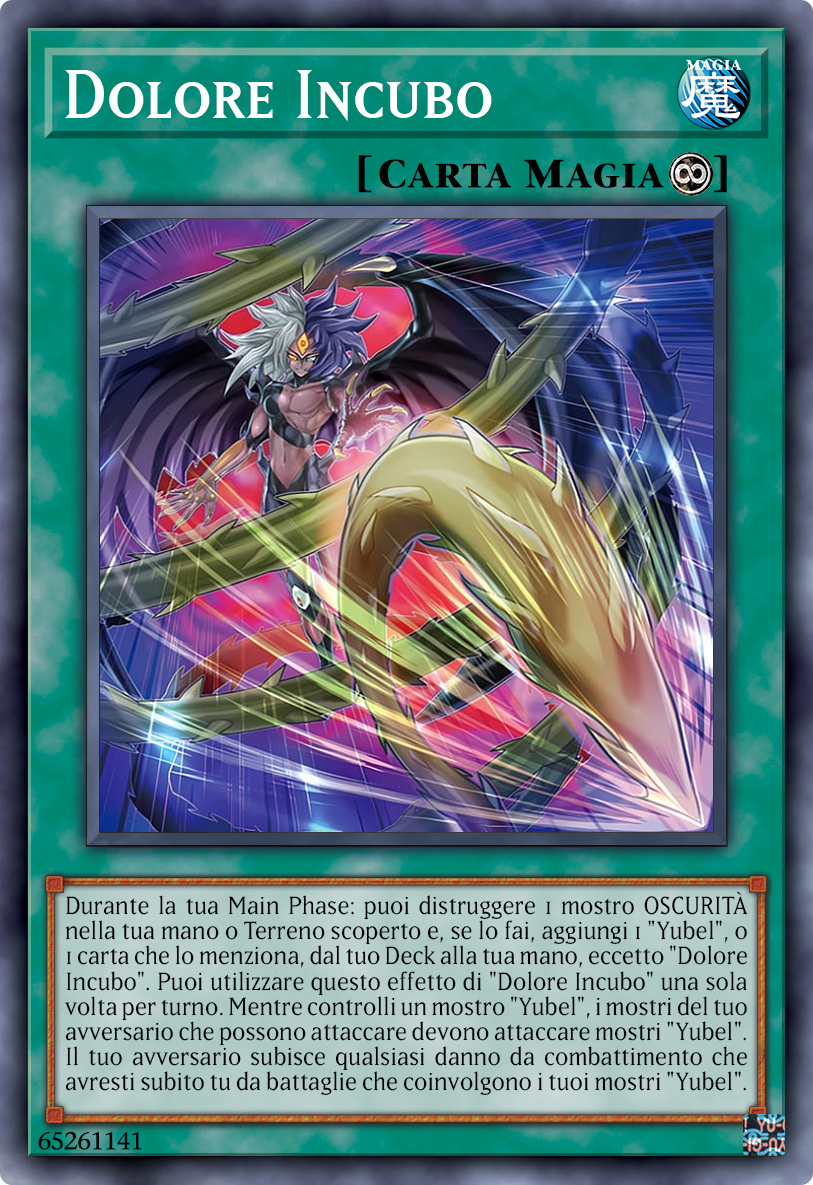 Dolore Incubo
MAGIA
魔
[Carta Magia]
Durante la tua Main Phase: puoi distruggere 1 mostro OSCURITÀ
nella tua mano o Terreno scoperto e, se lo fai, aggiungi 1 "Yubel", o
1 carta che lo menziona, dal tuo Deck alla tua mano, eccetto "Dolore
Incubo". Puoi utilizzare questo effetto di "Dolore Incubo" una sola
volta per turno. Mentre controlli un mostro "Yubel", i mostri del tuo
avversario che possono attaccare devono attaccare mostri "Yubel".
Il tuo avversario subisce qualsiasi danno da combattimento che
avresti subito tu da battaglie che coinvolgono i tuoi mostri "Yubel".
65261141